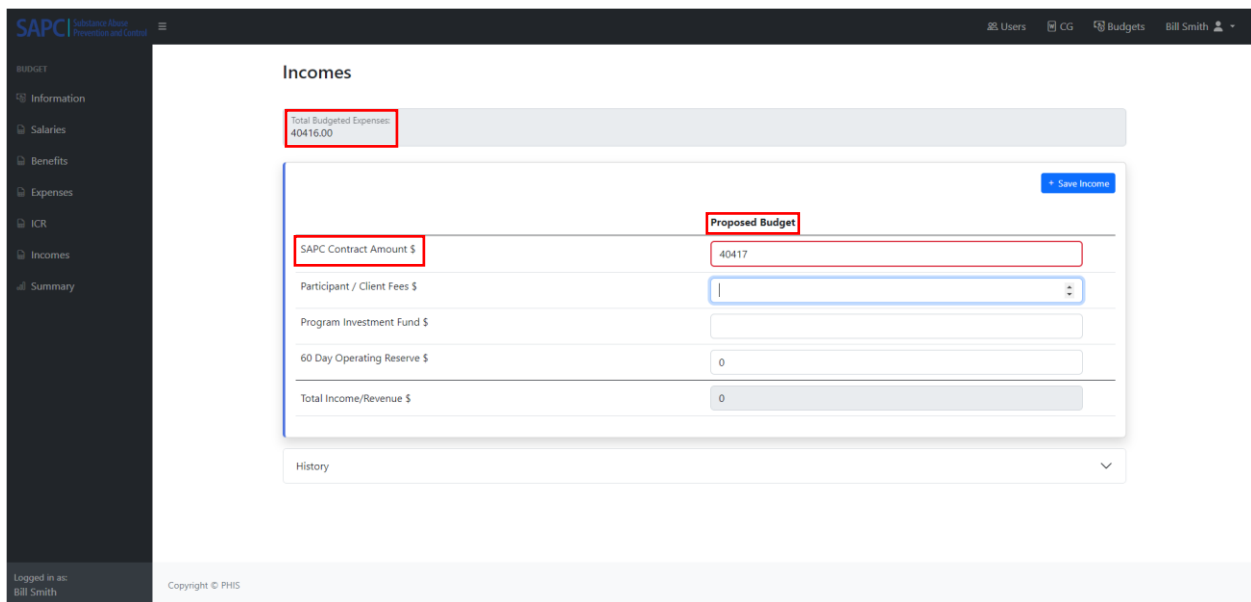 SAPC Substance Abuse
Prevention and Control
Users CG Budgets Bill Smith
BUDGET
Information
Salaries
Benefits
Expenses
ICR
Incomes
Summary
Incomes
Total Budgeted Expenses:
40416.00
+ Save Income
Proposed Budget
SAPC Contract Amount $ 40417
Participant / Client Fees $
Program Investment Fund $
60 Day Operating Reserve $ 0
Total Income/Revenue $ 0
History
Logged in as:
Bill Smith
Copyright © PHIS